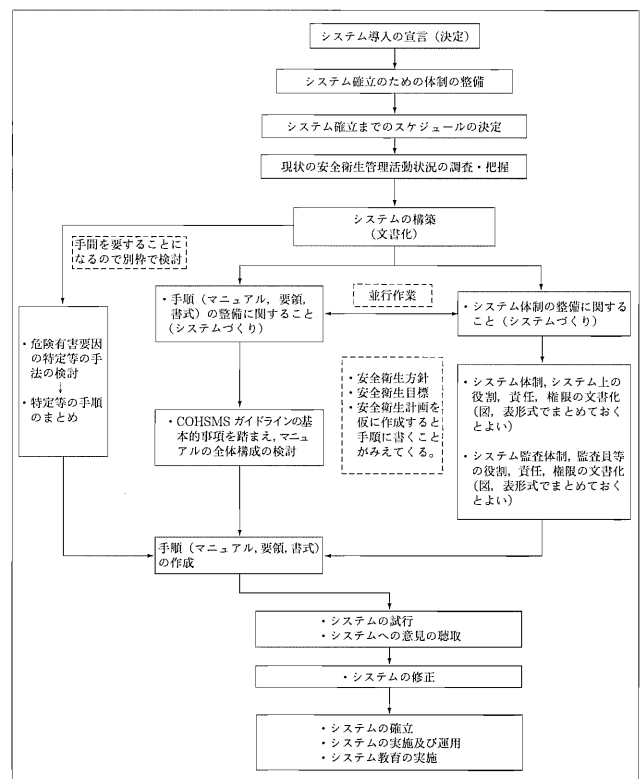 システム導入の宣言（決定）
システム確立のための体制の整備
システム確立までのスケジュールの決定
現状の安全衛生管理活動状況の調査・把握
システムの構築
（文書化）
手間を要することに
なるので別枠で検討
・手順（マニュアル，要領，
書式）の整備に関すること
（システムづくり）
並行作業
・システム体制の整備に関する
こと（システムづくり）
・危険有害要因
の特定等の手
法の検討
↓
・特定等の手順
のまとめ
・COHSMS ガイドラインの基
本的事項を踏まえ，マニュア
ルの全体構成の検討
・安全衛生方針
・安全衛生目標
・安全衛生計画を
仮に作成すると
手順に書くこと
がみえてくる。
・システム体制，システム上の
役割，責任，権限の文書化
（図，表形式でまとめておく
とよい）
・システム監査体制，監査員等
の役割，責任，権限の文書化
（図，表形式でまとめておく
とよい）
手順（マニュアル，要領，書式）
の作成
・システムの試行
・システムへの意見の聴取
・システムの修正
・システムの確立
・システムの実施及び運用
・システム教育の実施